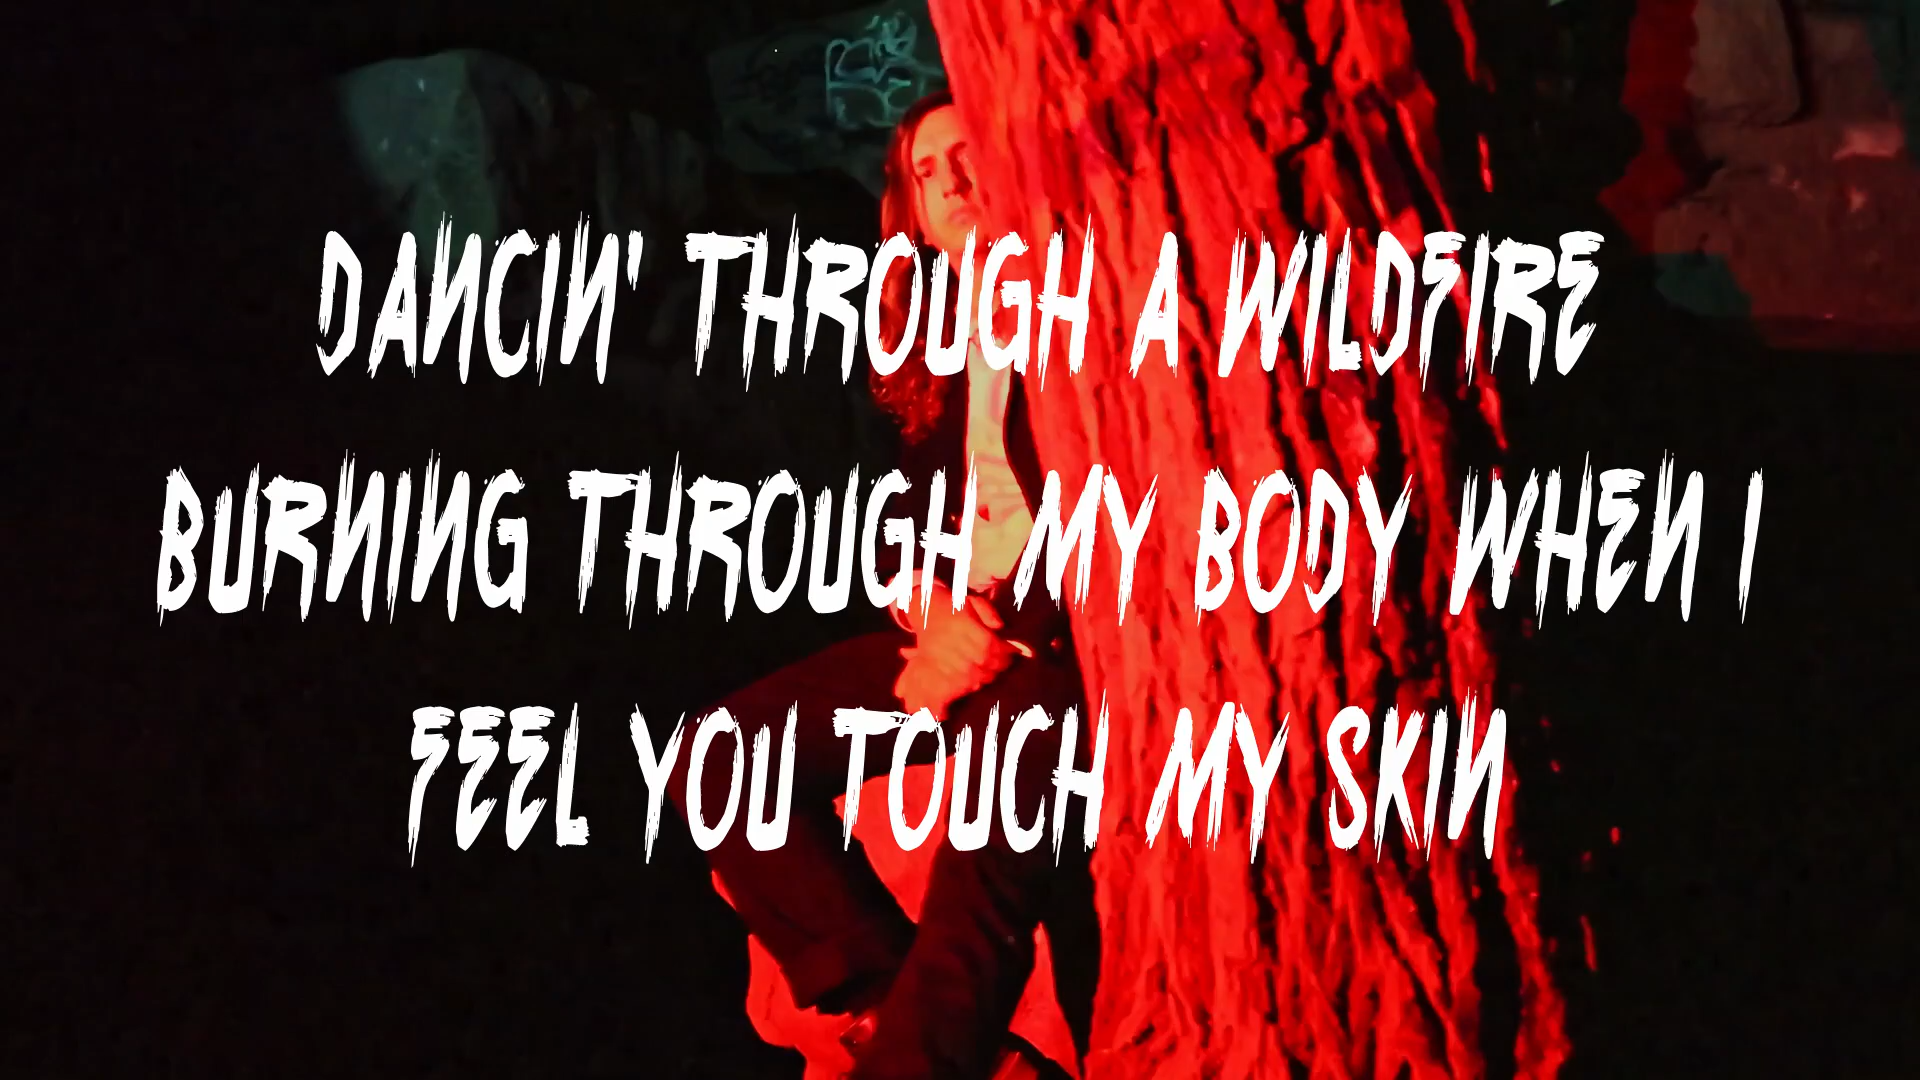 DANCIN' THROUGH A WILDFIRE
BURNING THROUGH MY BODY WHEN I
FEEL YOU TOUCH MY SKIN